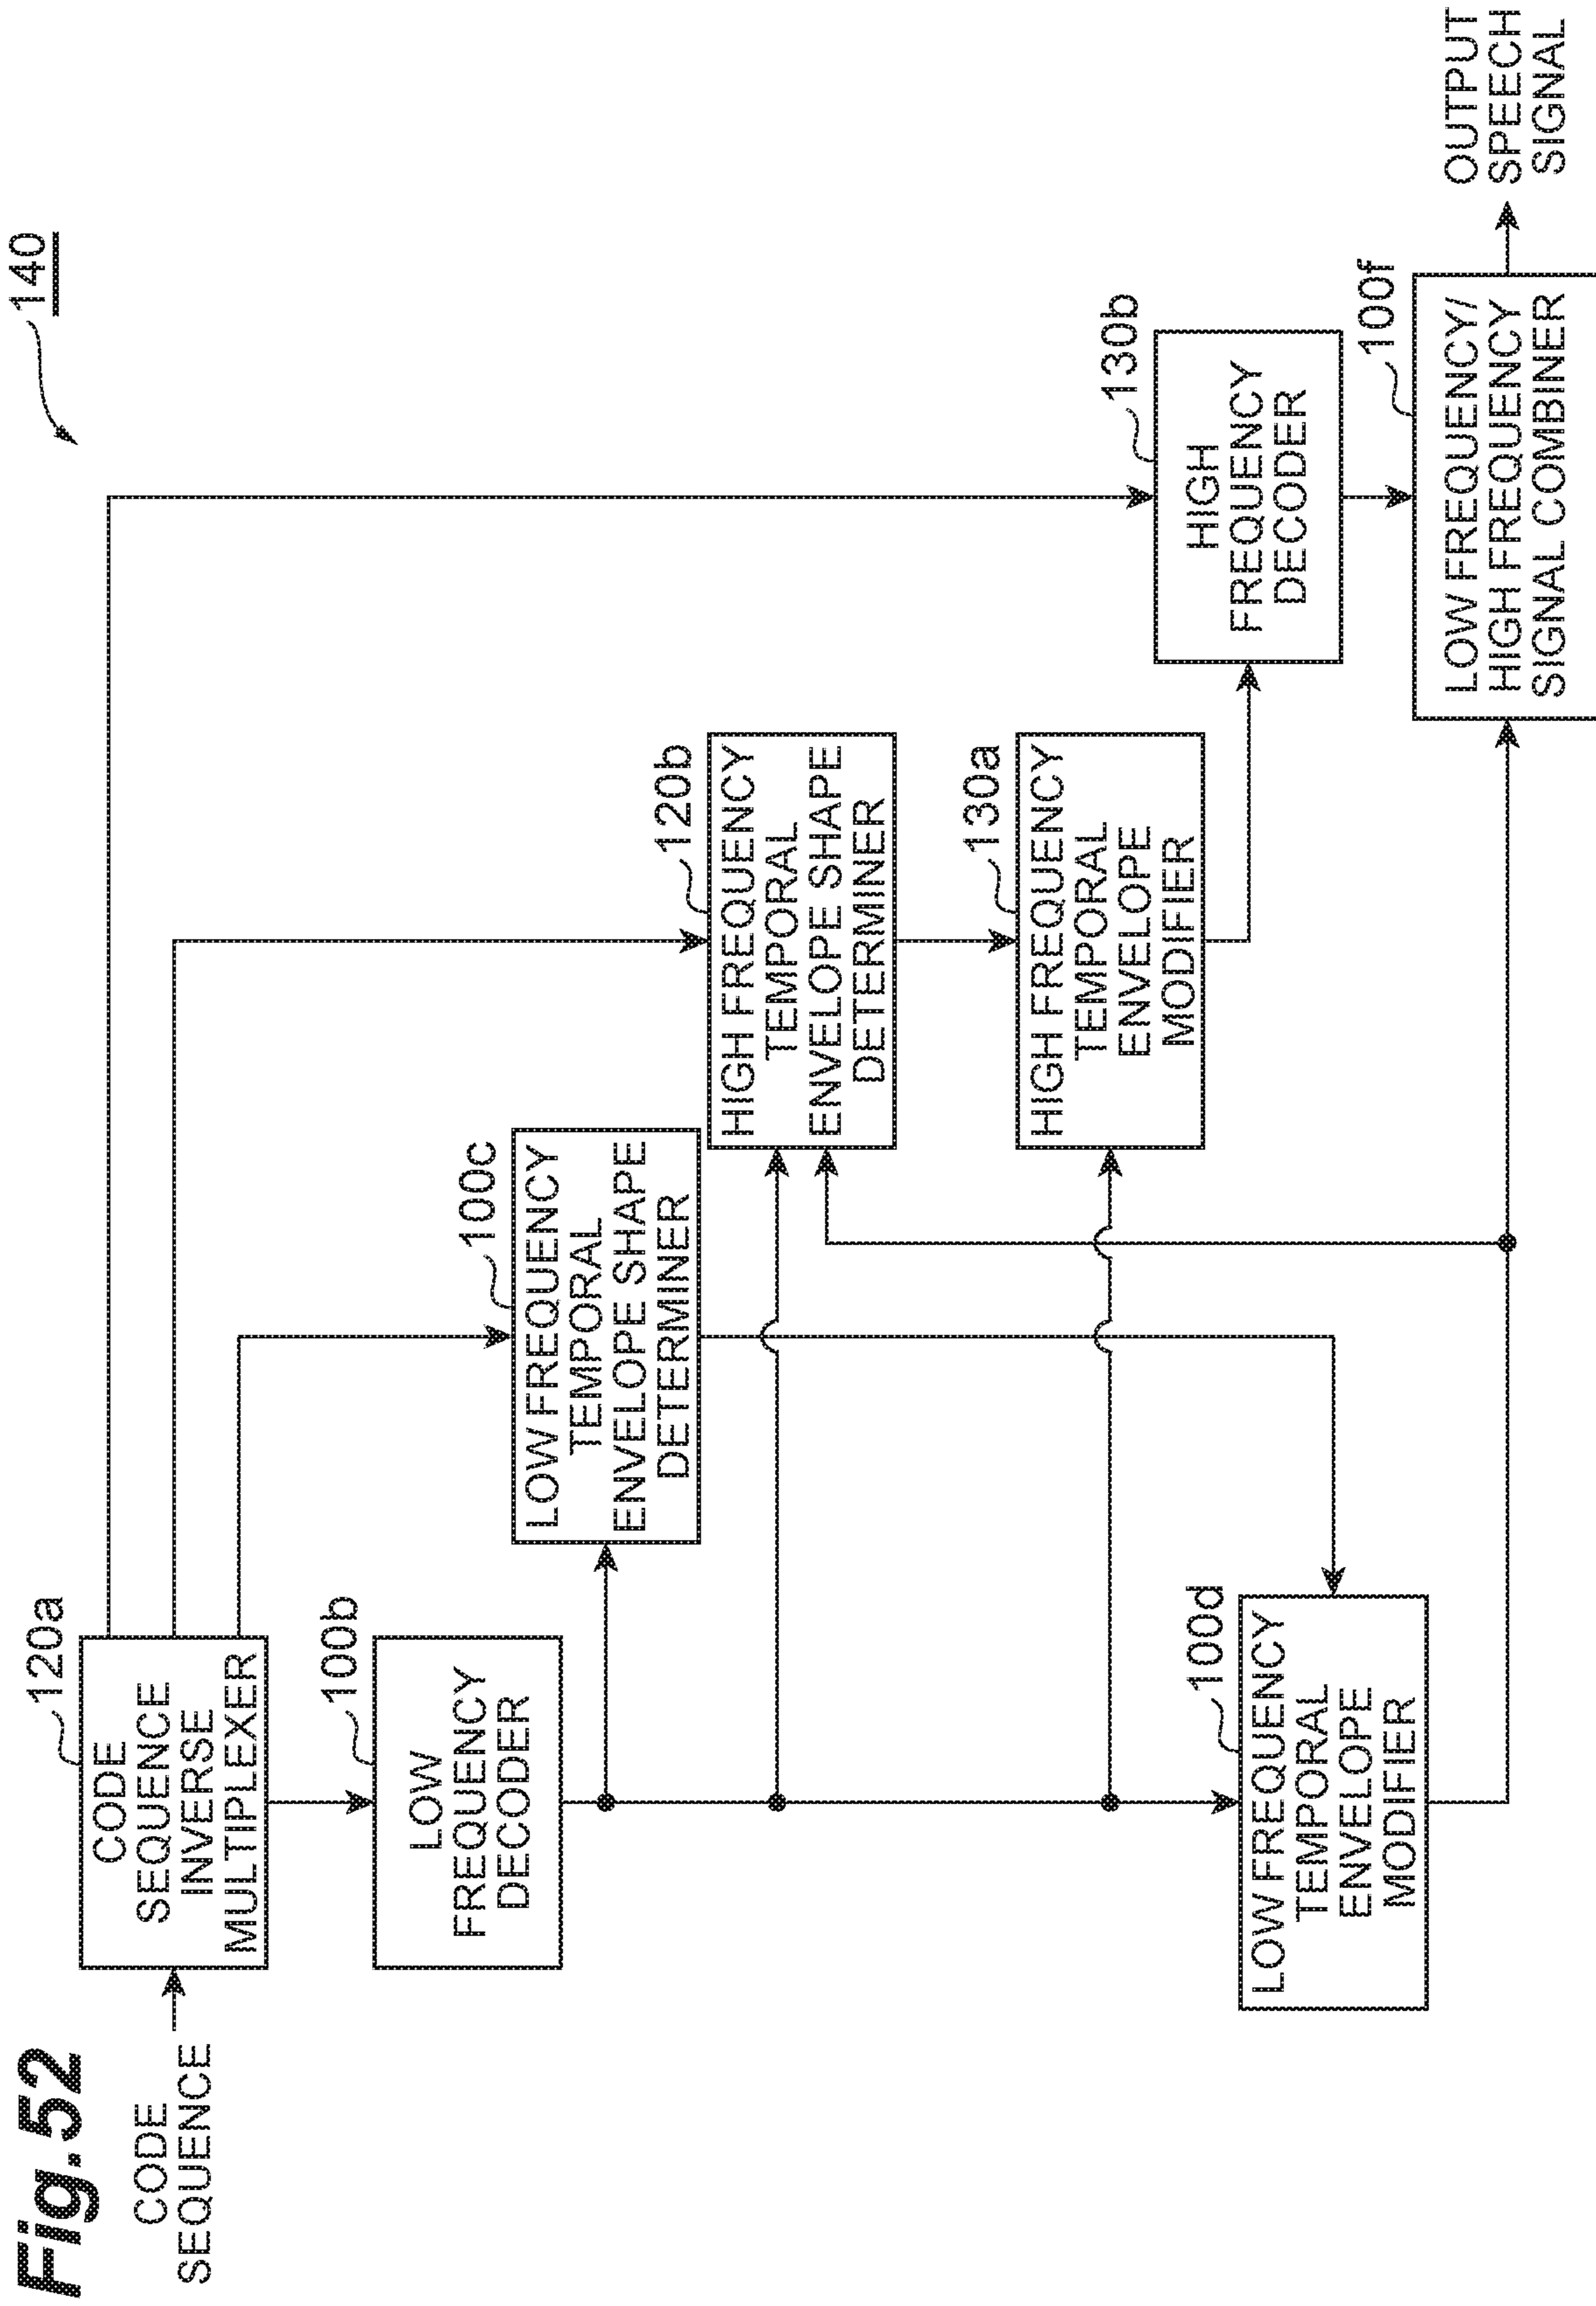 Fig.52
140
CODE
SEQUENCE
120a
CODE
SEQUENCE
INVERSE
MULTIPLEXER
100b
LOW
FREQUENCY
DECODER
100c
LOW FREQUENCY
TEMPORAL
ENVELOPE SHAPE
DETERMINER
120b
HIGH FREQUENCY
TEMPORAL
ENVELOPE SHAPE
DETERMINER
130a
HIGH FREQUENCY
TEMPORAL
ENVELOPE
MODIFIER
130b
HIGH
FREQUENCY
DECODER
100d
LOW FREQUENCY
TEMPORAL
ENVELOPE
MODIFIER
100f
LOW FREQUENCY/
HIGH FREQUENCY
SIGNAL COMBINER
OUTPUT
SPEECH
SIGNAL